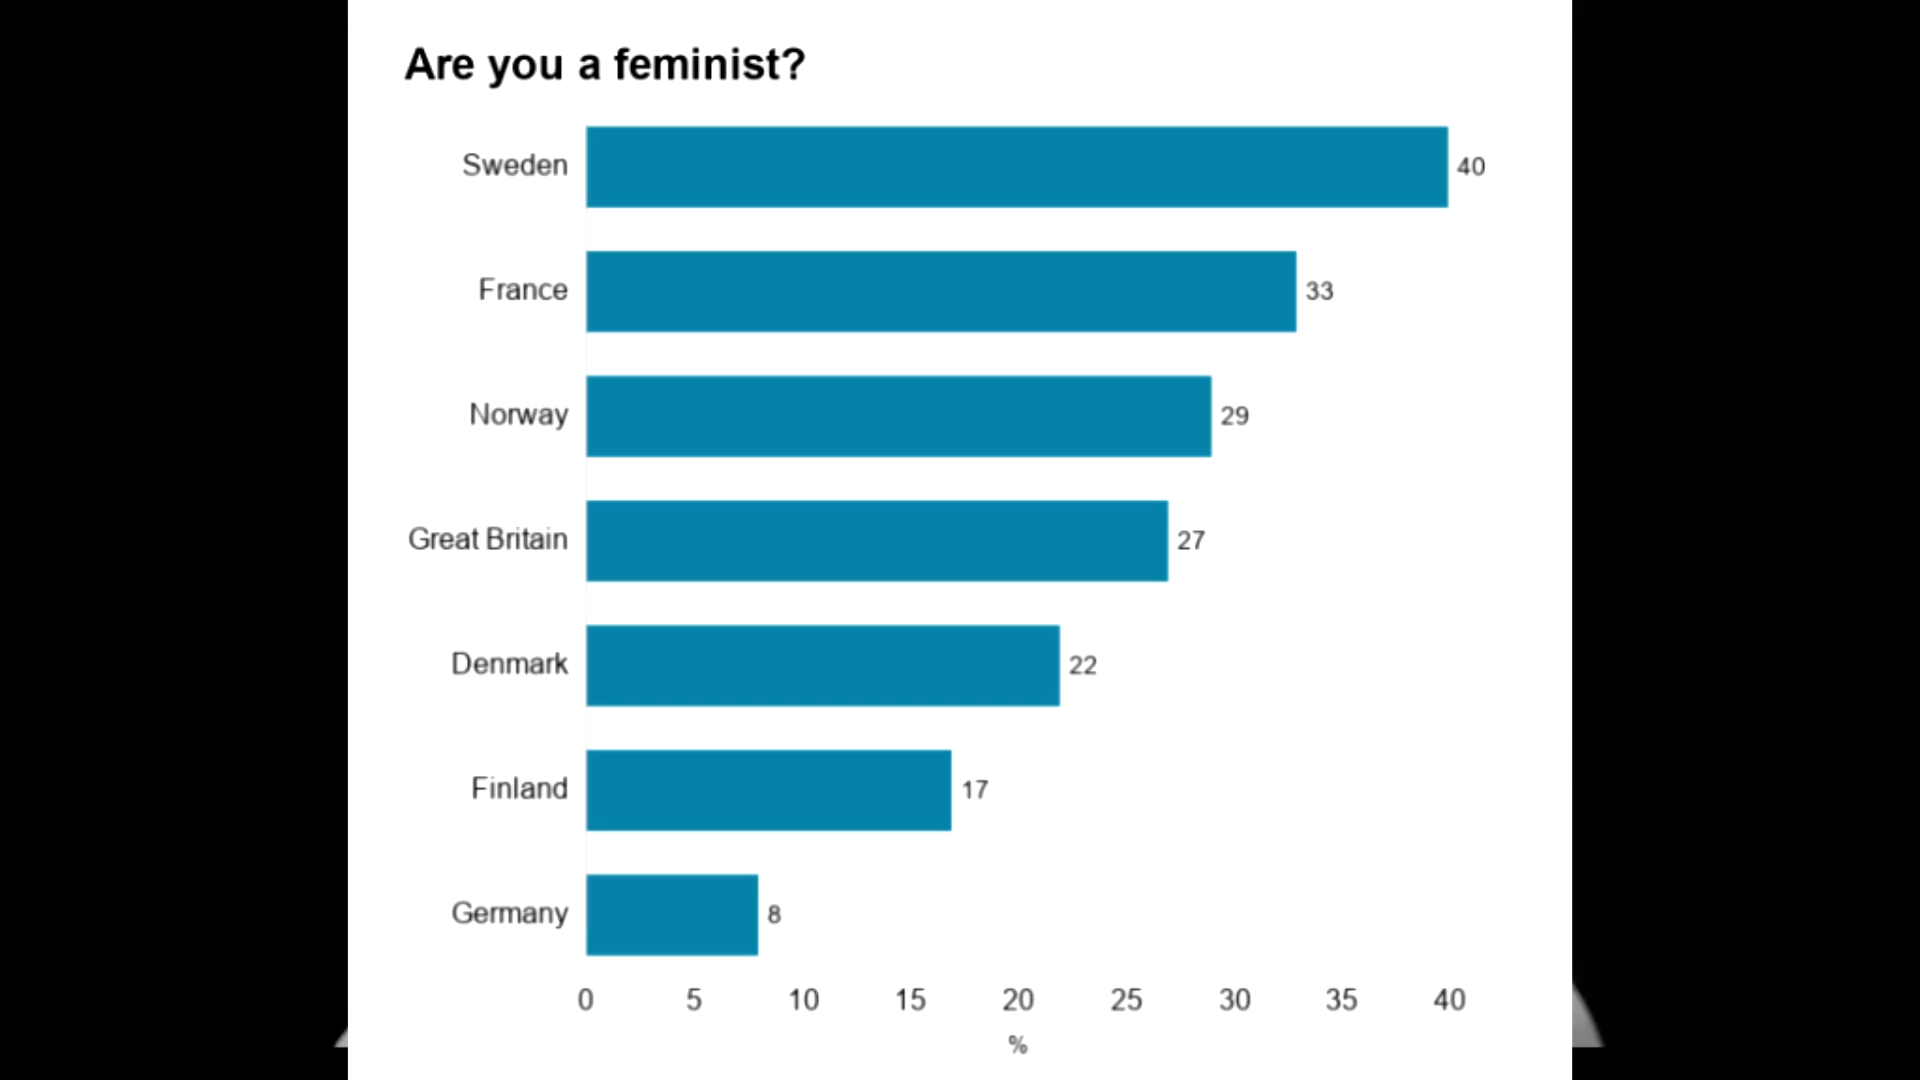 Are you a feminist?
Sweden 40
France 33
Norway 29
Great Britain 27
Denmark 22
Finland 17
Germany 8
0 5 10 15 20 25 30 35 40
%